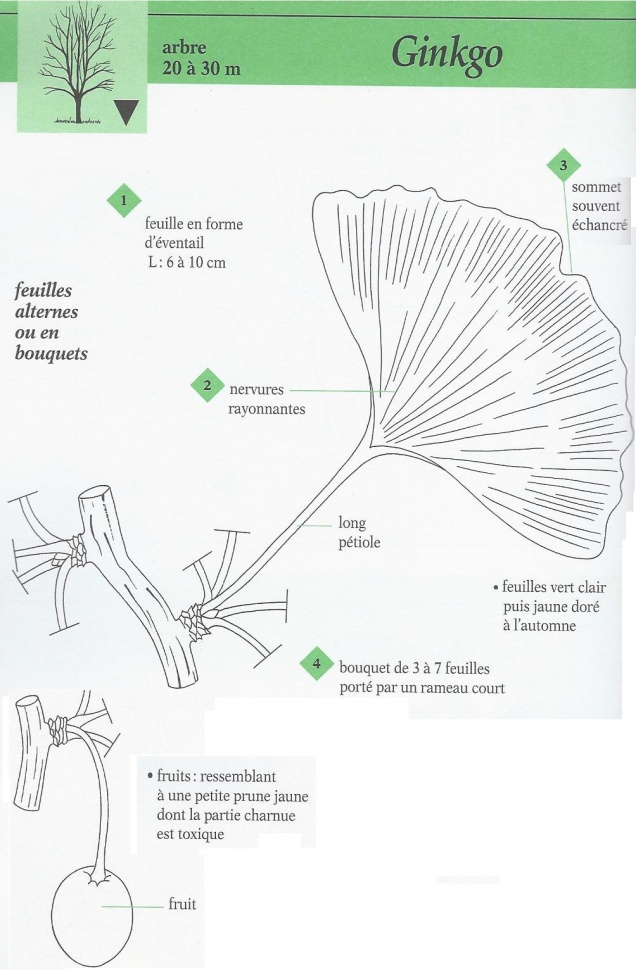 arbre
20 à 30 m
Ginkgo
3
sommet
souvent
échancré
1
feuille en forme
d'éventail
L : 6 à 10 cm
feuilles
alternes
ou en
bouquets
2
nervures
rayonnantes
long
pétiole
• feuilles vert clair
puis jaune doré
à l'automne
4
bouquet de 3 à 7 feuilles
porté par un rameau court
• fruits : ressemblant
à une petite prune jaune
dont la partie charnue
est toxique
fruit